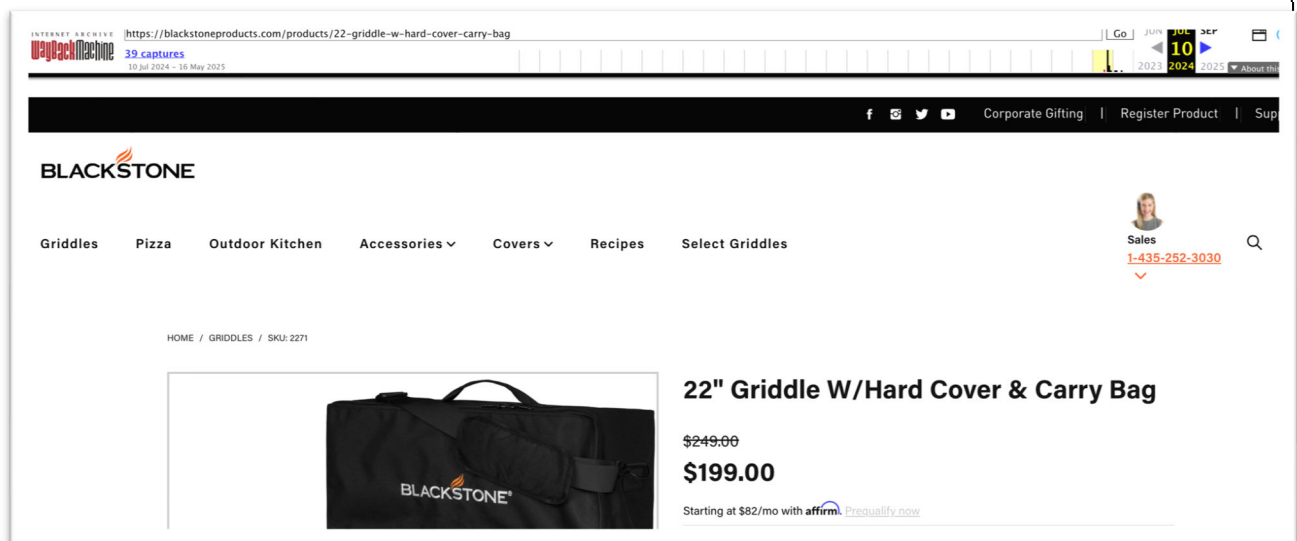 INTERNET ARCHIVE
WayBackMachine
https://blackstoneproducts.com/products/22-griddle-w-hard-cover-carry-bag
Go
JUN JUL SEP
39 captures
10
10 Jul 2024 – 16 May 2025
2023 2024 2025
▼ About this
Corporate Gifting | Register Product |
BLACKSTONE
Griddles Pizza Outdoor Kitchen Accessories Covers Recipes Select Griddles
Sales
1-435-252-3030
HOME / GRIDDLES / SKU: 2271
BLACKSTONE®
22" Griddle W/Hard Cover & Carry Bag
$249.00
$199.00
Starting at $82/mo with affirm. Prequalify now